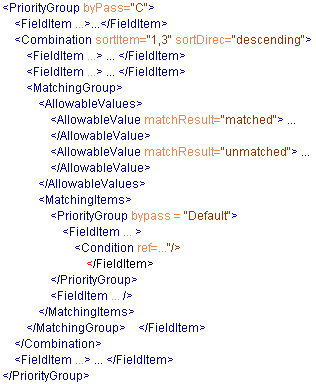 <PriorityGroup byPass="C">
<FieldItem ...>...</FieldItem>
<Combination sortItem="1,3" sortDirec="descending">
<FieldItem ...> ... </FieldItem>
<FieldItem ...> ... </FieldItem>
<MatchingGroup>
<AllowableValues>
<AllowableValue matchResult="matched"> ...
</AllowableValue>
<AllowableValue matchResult="unmatched"> ...
</AllowableValue>
</AllowableValues>
<MatchingItems>
<PriorityGroup bypass = "Default">
<FieldItem ... >
<Condition ref=..."/>
</FieldItem>
</PriorityGroup>
<FieldItem ... />
</MatchingItems>
</MatchingGroup> </FieldItem>
</Combination>
<FieldItem ...> ... </FieldItem>
</PriorityGroup>